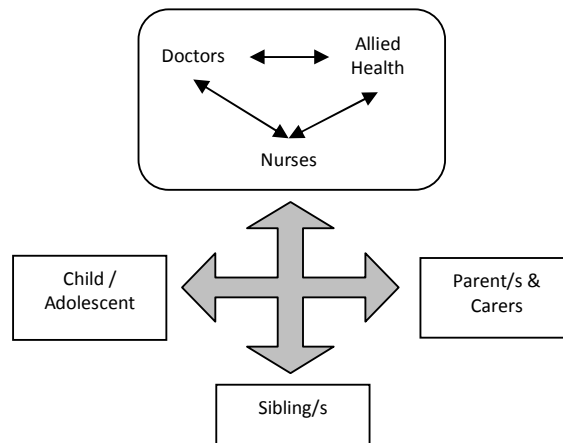 Doctors
Allied
Health
Nurses
Child /
Adolescent
Parent/s &
Carers
Sibling/s